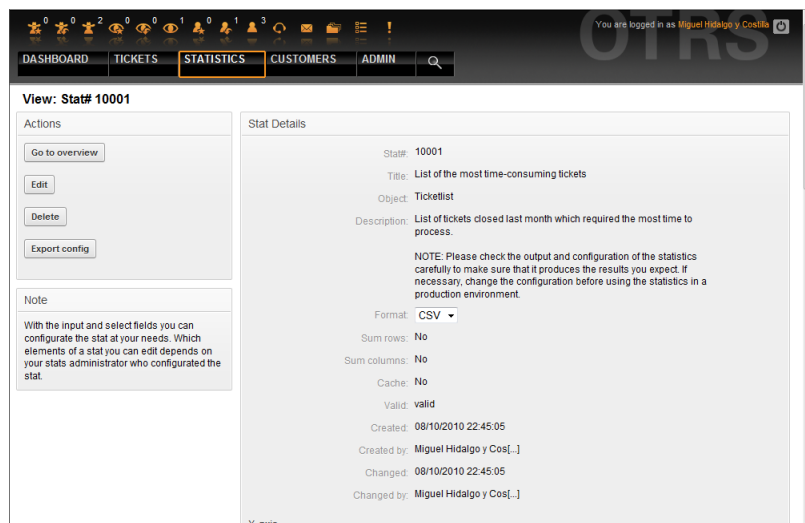 0 0 2 0 0 1 0 1 3
You are logged in as Miguel Hidalgo y Costilla
OTRS
DASHBOARD TICKETS STATISTICS CUSTOMERS ADMIN
View: Stat# 10001
Actions
Go to overview
Edit
Delete
Export config
Note
With the input and select fields you can
configurate the stat at your needs. Which
elements of a stat you can edit depends on
your stats administrator who configurated the
stat.
Stat Details
Stat#: 10001
Title: List of the most time-consuming tickets
Object: Ticketlist
Description: List of tickets closed last month which required the most time to
process.
NOTE: Please check the output and configuration of the statistics
carefully to make sure that it produces the results you expect. If
necessary, change the configuration before using the statistics in a
production environment.
Format: CSV
Sum rows: No
Sum columns: No
Cache: No
Valid: valid
Created: 08/10/2010 22:45:05
Created by: Miguel Hidalgo y Cos[...]
Changed: 08/10/2010 22:45:05
Changed by: Miguel Hidalgo y Cos[...]